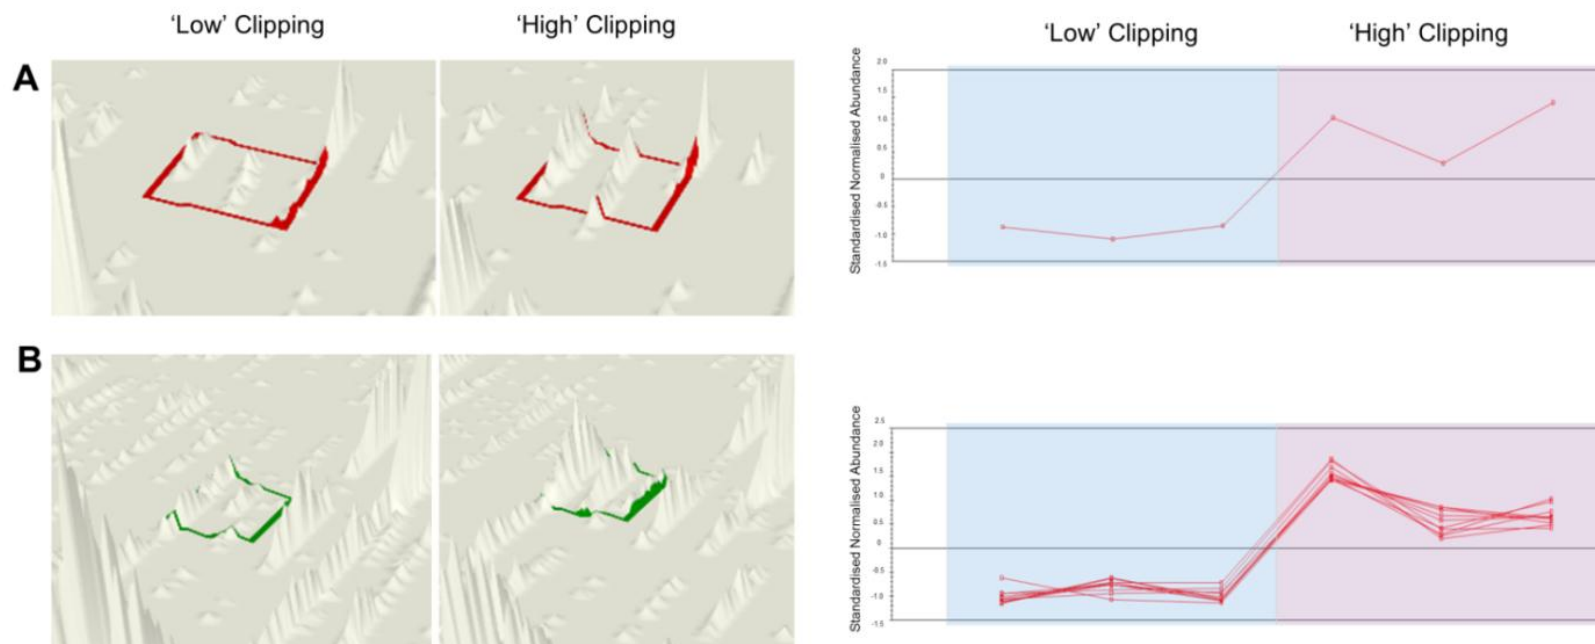 ‘Low’ Clipping
‘High’ Clipping
‘Low’ Clipping
‘High’ Clipping
A
Standardised Normalised Abundance
2.0
1.5
1.0
0.5
0
-0.5
-1.0
-1.5
B
Standardised Normalised Abundance
2.5
2.0
1.5
1.0
0.5
0
-0.5
-1.0
-1.5